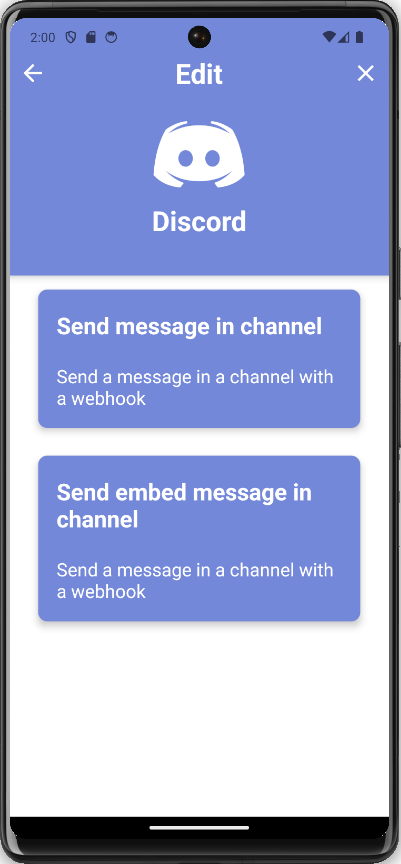 2:00
Edit
Discord
Send message in channel
Send a message in a channel with
a webhook
Send embed message in
channel
Send a message in a channel with
a webhook